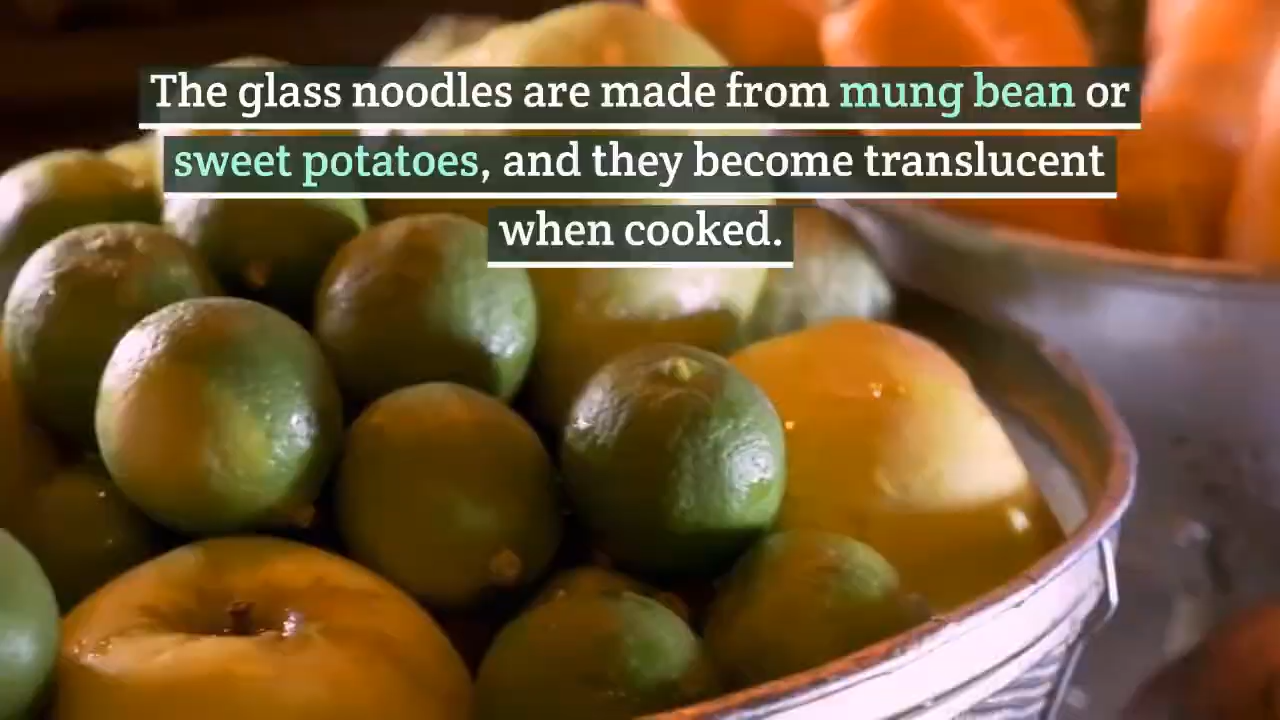 The glass noodles are made from mung bean or
sweet potatoes, and they become translucent
when cooked.